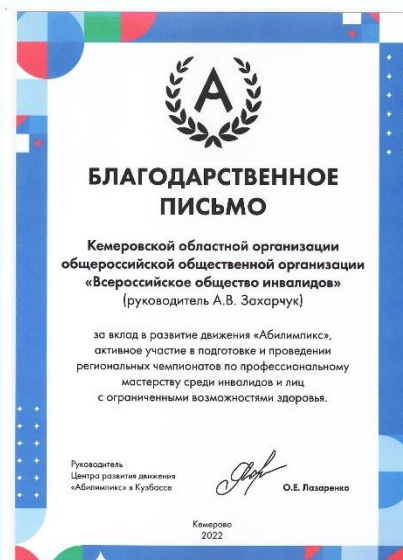 А
БЛАГОДАРСТВЕННОЕ
ПИСЬМО
Кемеровской областной организации
общероссийской общественной организации
«Всероссийское общество инвалидов»
(руководитель А.В. Захарчук)
за вклад в развитие движения «Абилимпикс»,
активное участие в подготовке и проведении
региональных чемпионатов по профессиональному
мастерству среди инвалидов и лиц
с ограниченными возможностями здоровья.
Руководитель
Центра развития движения
«Абилимпикс» в Кузбассе
О.Е. Лазаренко
Кемерово
2022